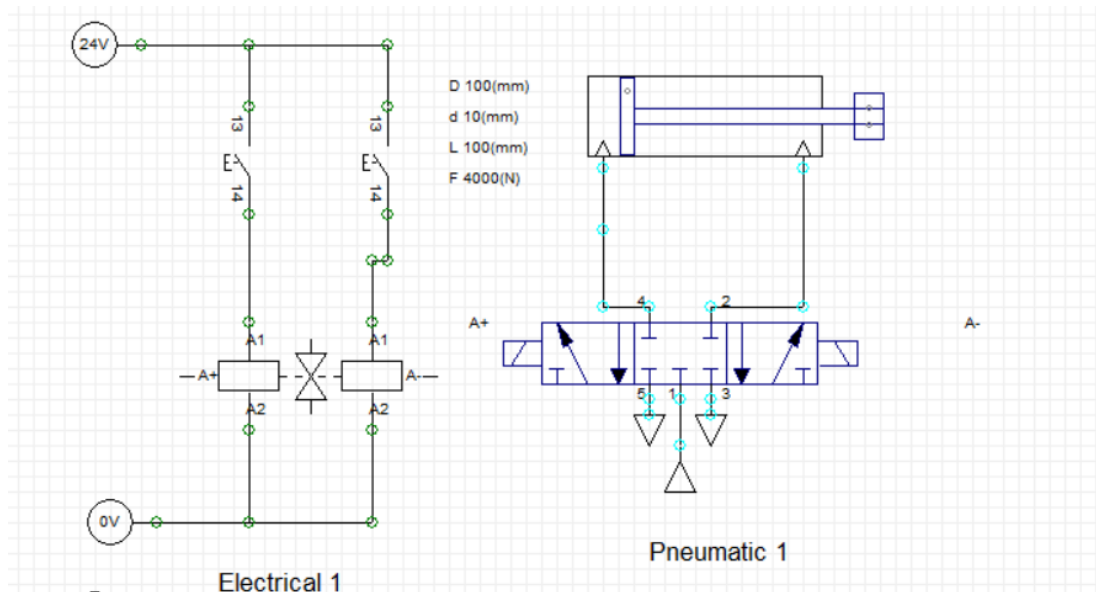 24V
D 100(mm)
d 10(mm)
L 100(mm)
F 4000(N)
13
13
14
14
4
2
A+
A-
A1
A1
A+
A-
A2
A2
5
1
3
0V
Pneumatic 1
Electrical 1